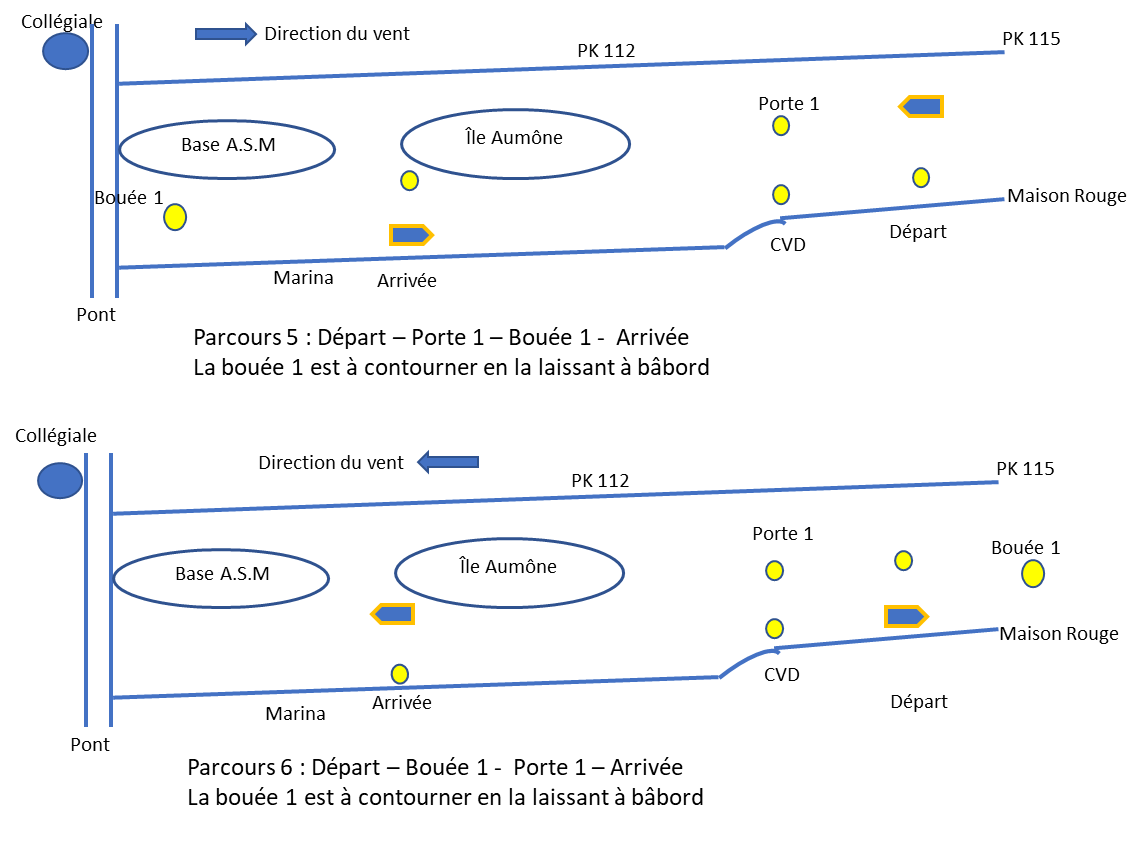 Collégiale
Direction du vent
PK 112
PK 115
Porte 1
Base A.S.M
Île Aumône
Bouée 1
Maison Rouge
Départ
CVD
Marina
Arrivée
Pont
Parcours 5 : Départ – Porte 1 – Bouée 1 - Arrivée
La bouée 1 est à contourner en la laissant à bâbord
Collégiale
Direction du vent
PK 112
PK 115
Porte 1
Bouée 1
Base A.S.M
Île Aumône
Maison Rouge
CVD
Départ
Arrivée
Marina
Pont
Parcours 6 : Départ – Bouée 1 - Porte 1 – Arrivée
La bouée 1 est à contourner en la laissant à bâbord